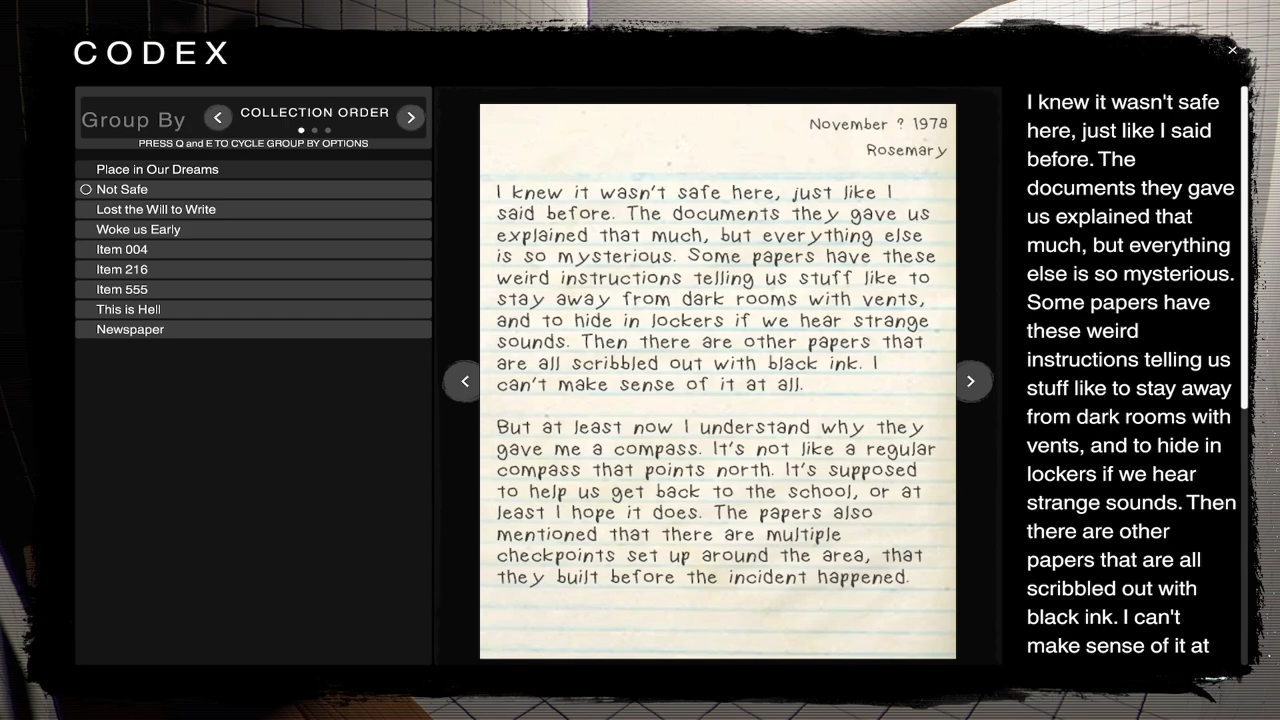 CODEX
×
Group By
COLLECTION ORDER
PRESS Q and E TO CYCLE GROUP BY OPTIONS
Place in Our Dreams
Not Safe
Lost the Will to Write
Woke us Early
Item 004
Item 216
Item 555
This is Hell
Newspaper
November ? 1978
Rosemary
I knew it wasn't safe here, just like I
said before. The documents they gave us
explained that much, but everything else
is so mysterious. Some papers have these
weird instructions telling us stuff like to
stay away from dark rooms with vents,
and to hide in lockers if we hear strange
sounds. Then there are other papers that
are all scribbled out with black ink. I
can't make sense of it at all.
But at least now I understand why they
gave me a compass. It's not like a regular
compass that points north. It's supposed
to help us get back to the school, or at
least I hope it does. The papers also
mentioned that there are multiple
checkpoints set up around the area, that
they built before the incident happened.
I knew it wasn't safe
here, just like I said
before. The
documents they gave
us explained that
much, but everything
else is so mysterious.
Some papers have
these weird
instructions telling us
stuff like to stay away
from dark rooms with
vents, and to hide in
lockers if we hear
strange sounds. Then
there are other
papers that are all
scribbled out with
black ink. I can't
make sense of it at